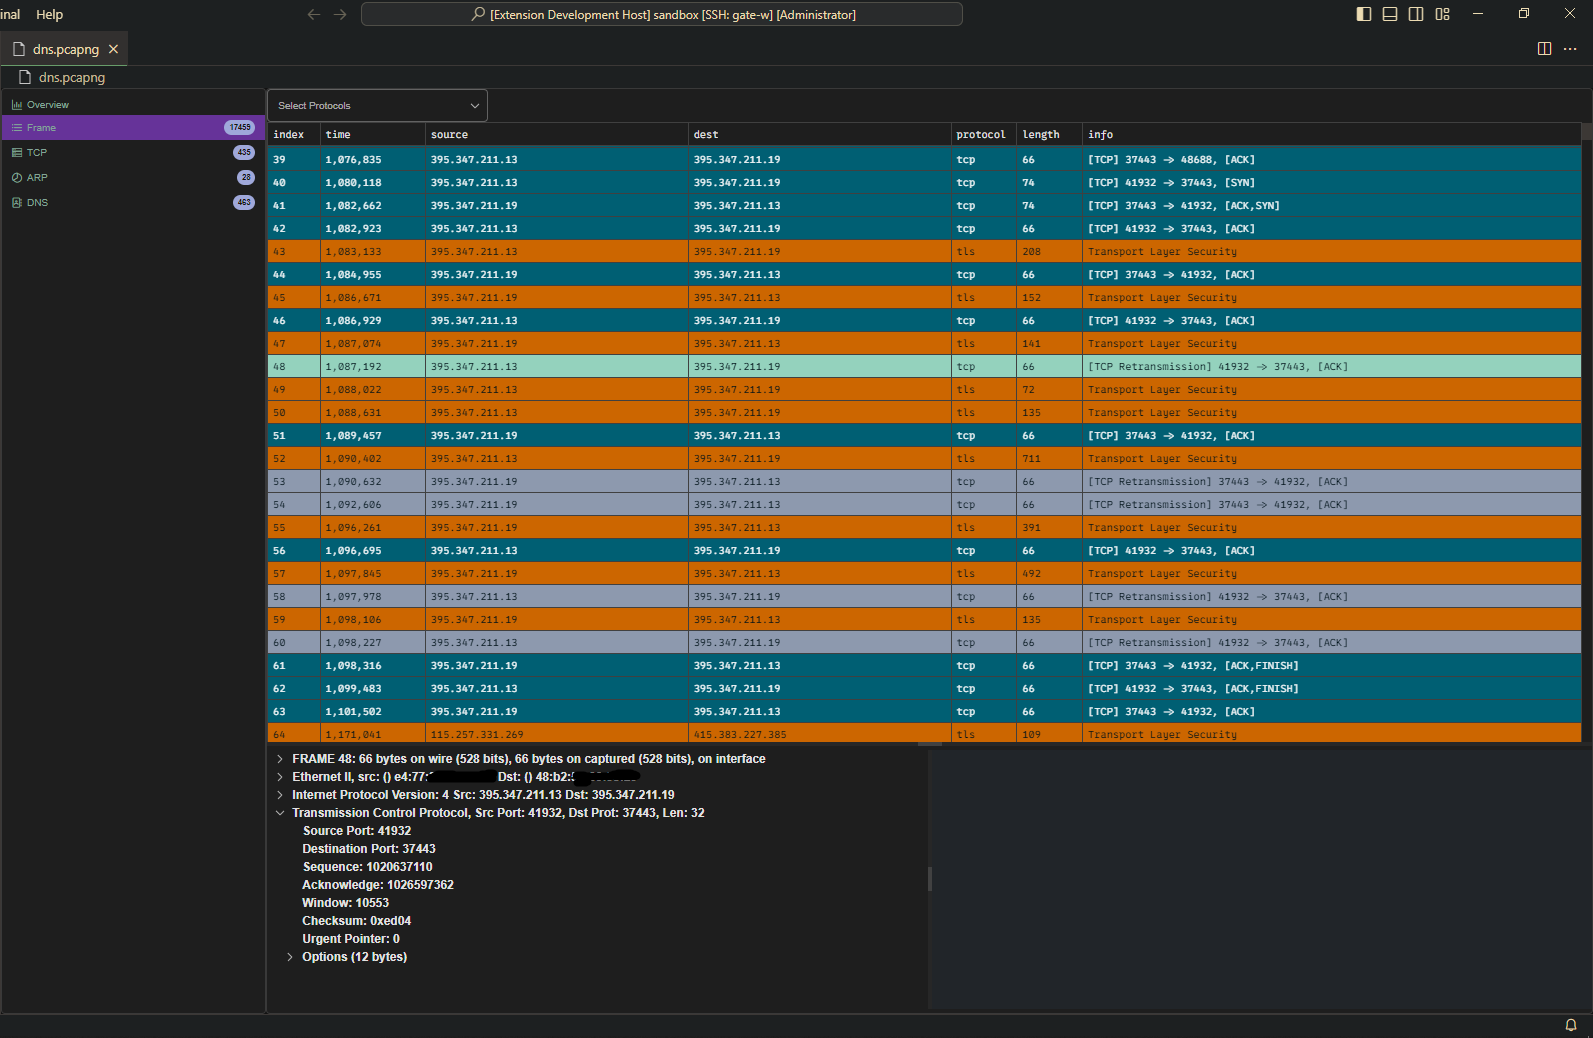 inal Help [Extension Development Host] sandbox [SSH: gate-w] [Administrator]
dns.pcapng
dns.pcapng
Overview
Frame 17459
TCP 435
ARP 28
DNS 463
Select Protocols
index time source dest protocol length info
39 1,076,835 395.347.211.13 395.347.211.19 tcp 66 [TCP] 37443 -> 48688, [ACK]
40 1,080,118 395.347.211.13 395.347.211.19 tcp 74 [TCP] 41932 -> 37443, [SYN]
41 1,082,662 395.347.211.19 395.347.211.13 tcp 74 [TCP] 37443 -> 41932, [ACK,SYN]
42 1,082,923 395.347.211.13 395.347.211.19 tcp 66 [TCP] 41932 -> 37443, [ACK]
43 1,083,133 395.347.211.13 395.347.211.19 tls 208 Transport Layer Security
44 1,084,955 395.347.211.19 395.347.211.13 tcp 66 [TCP] 37443 -> 41932, [ACK]
45 1,086,671 395.347.211.19 395.347.211.13 tls 152 Transport Layer Security
46 1,086,929 395.347.211.13 395.347.211.19 tcp 66 [TCP] 41932 -> 37443, [ACK]
47 1,087,074 395.347.211.19 395.347.211.13 tls 141 Transport Layer Security
48 1,087,192 395.347.211.13 395.347.211.19 tcp 66 [TCP Retransmission] 41932 -> 37443, [ACK]
49 1,088,022 395.347.211.13 395.347.211.19 tls 72 Transport Layer Security
50 1,088,631 395.347.211.13 395.347.211.19 tls 135 Transport Layer Security
51 1,089,457 395.347.211.19 395.347.211.13 tcp 66 [TCP] 37443 -> 41932, [ACK]
52 1,090,402 395.347.211.13 395.347.211.19 tls 711 Transport Layer Security
53 1,090,632 395.347.211.19 395.347.211.13 tcp 66 [TCP Retransmission] 37443 -> 41932, [ACK]
54 1,092,606 395.347.211.19 395.347.211.13 tcp 66 [TCP Retransmission] 37443 -> 41932, [ACK]
55 1,096,261 395.347.211.19 395.347.211.13 tls 391 Transport Layer Security
56 1,096,695 395.347.211.13 395.347.211.19 tcp 66 [TCP] 41932 -> 37443, [ACK]
57 1,097,845 395.347.211.19 395.347.211.13 tls 492 Transport Layer Security
58 1,097,978 395.347.211.13 395.347.211.19 tcp 66 [TCP Retransmission] 41932 -> 37443, [ACK]
59 1,098,106 395.347.211.19 395.347.211.13 tls 135 Transport Layer Security
60 1,098,227 395.347.211.13 395.347.211.19 tcp 66 [TCP Retransmission] 41932 -> 37443, [ACK]
61 1,098,316 395.347.211.19 395.347.211.13 tcp 66 [TCP] 37443 -> 41932, [ACK,FINISH]
62 1,099,483 395.347.211.13 395.347.211.19 tcp 66 [TCP] 41932 -> 37443, [ACK,FINISH]
63 1,101,502 395.347.211.19 395.347.211.13 tcp 66 [TCP] 37443 -> 41932, [ACK]
64 1,171,041 115.257.331.269 415.383.227.385 tls 109 Transport Layer Security
FRAME 48: 66 bytes on wire (528 bits), 66 bytes on captured (528 bits), on interface
Ethernet II, src: () e4:77: Dst: () 48:b2:
Internet Protocol Version: 4 Src: 395.347.211.13 Dst: 395.347.211.19
Transmission Control Protocol, Src Port: 41932, Dst Prot: 37443, Len: 32
Source Port: 41932
Destination Port: 37443
Sequence: 1020637110
Acknowledge: 1026597362
Window: 10553
Checksum: 0xed04
Urgent Pointer: 0
Options (12 bytes)